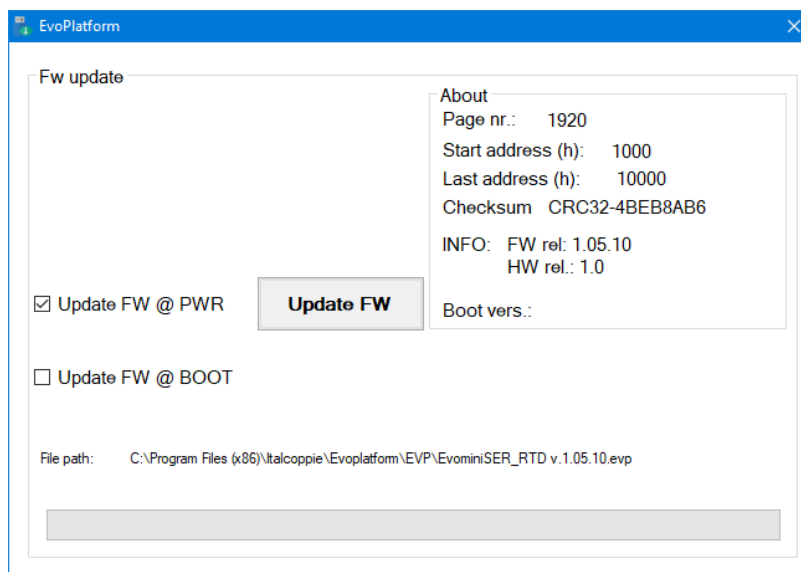 EvoPlatform
Fw update
About
Page nr.: 1920
Start address (h): 1000
Last address (h): 10000
Checksum CRC32-4BEB8AB6
INFO: FW rel: 1.05.10
HW rel.: 1.0
Boot vers.:
Update FW @ PWR
Update FW
Update FW @ BOOT
File path: C:\Program Files (x86)\Italcoppie\Evoplatform\EVP\EvominiSER_RTD v.1.05.10.evp